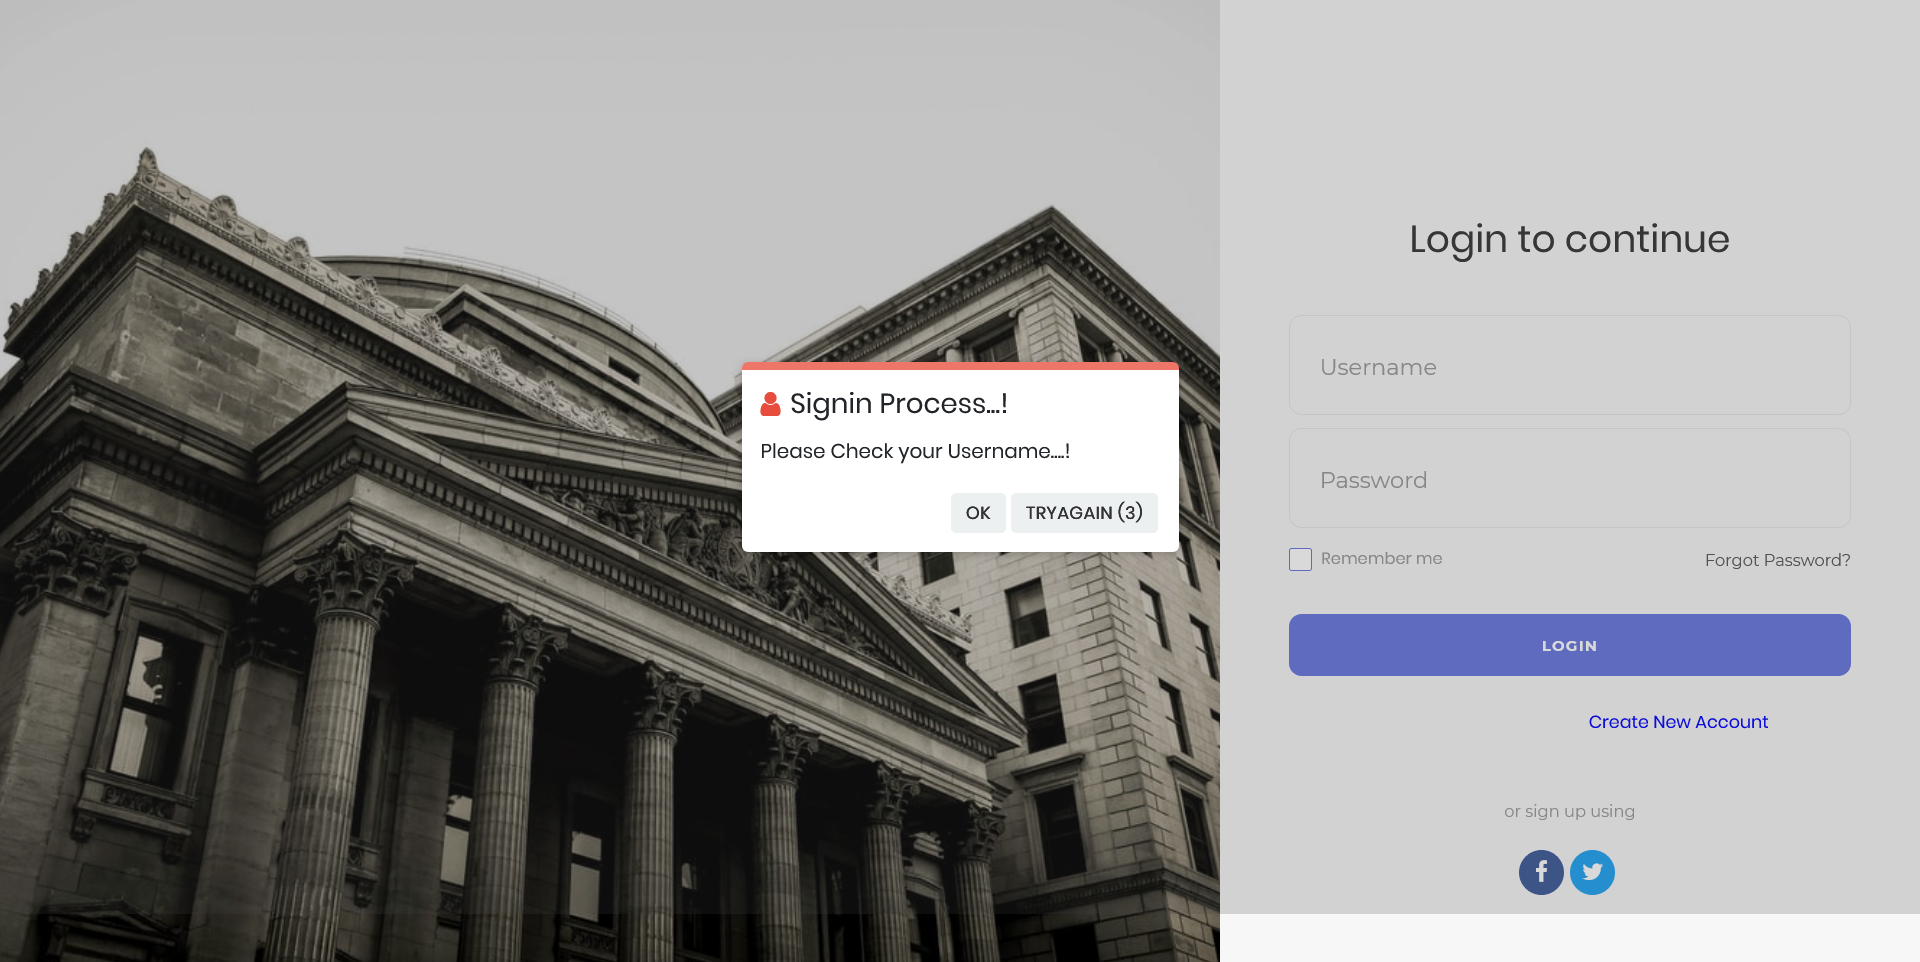 Login to continue
Username
Signin Process...!
Please Check your Username....!
OK
TRYAGAIN (3)
Password
Remember me
Forgot Password?
LOGIN
Create New Account
or sign up using